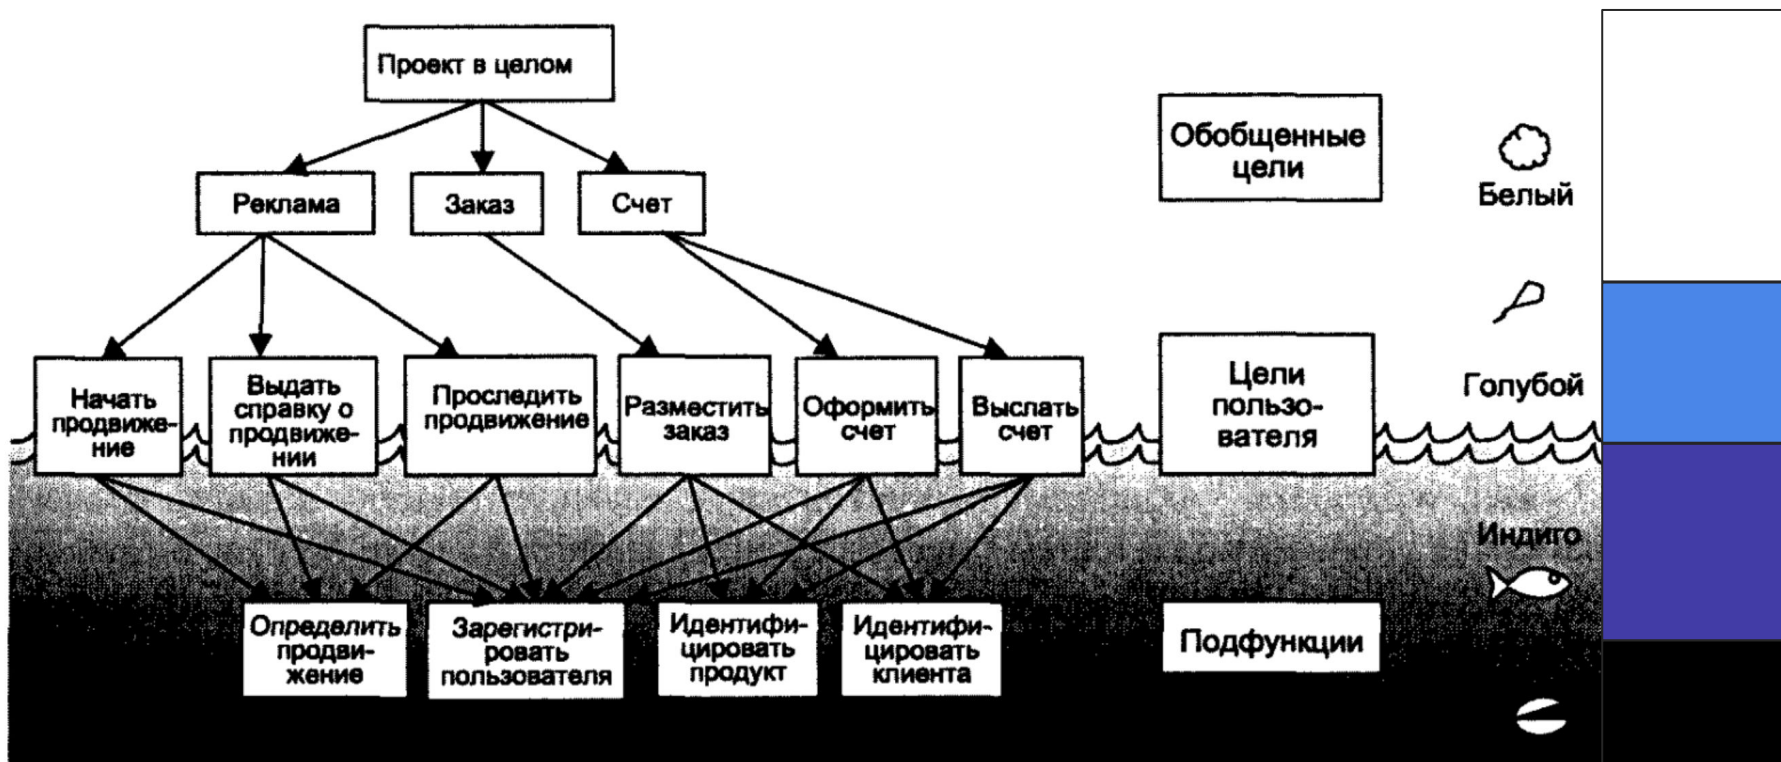 Проект в целом
Обобщенные
цели
Белый
Реклама
Заказ
Счет
Начать
продвиже-
ние
Выдать
справку о
продвиже-
нии
Проследить
продвижение
Разместить
заказ
Оформить
счет
Выслать
счет
Цели
пользо-
вателя
Голубой
Индиго
Определить
продви-
жение
Зарегистри-
ровать
пользователя
Идентифи-
цировать
продукт
Идентифи-
цировать
клиента
Подфункции